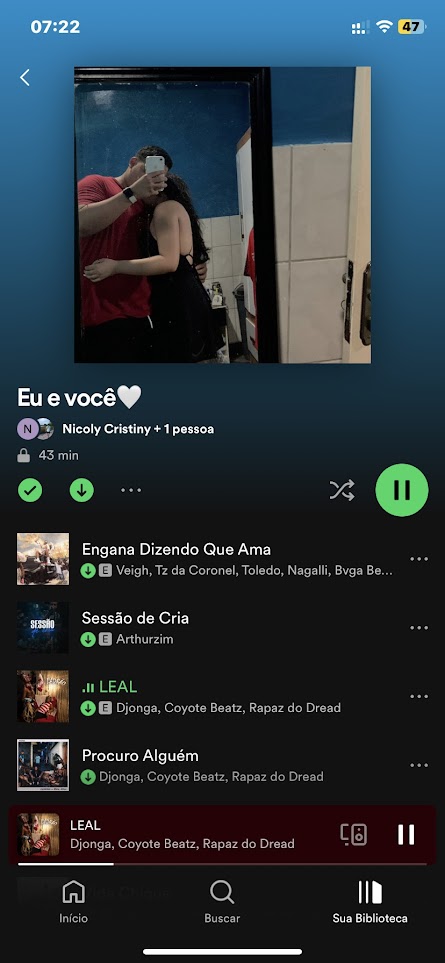 07:22
47
Eu e você🤍
N
Nicoly Cristiny + 1 pessoa
43 min
Engana Dizendo Que Ama
E Veigh, Tz da Coronel, Toledo, Nagalli, Bvga Be...
SESSÃO
Sessão de Cria
E Arthurzim
LEAL
E Djonga, Coyote Beatz, Rapaz do Dread
Procuro Alguém
Djonga, Coyote Beatz, Rapaz do Dread
LEAL
Djonga, Coyote Beatz, Rapaz do Dread
Início
Buscar
Sua Biblioteca